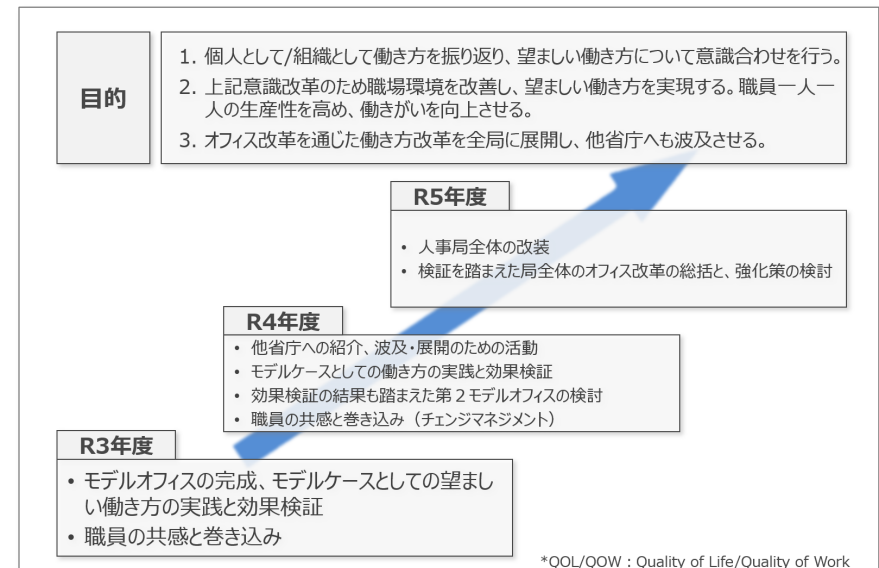 目的
1. 個人として/組織として働き方を振り返り、望ましい働き方について意識合わせを行う。
2. 上記意識改革のため職場環境を改善し、望ましい働き方を実現する。職員一人一
人の生産性を高め、働きがいを向上させる。
3. オフィス改革を通じた働き方改革を全局に展開し、他省庁へも波及させる。
R5年度
• 人事局全体の改装
• 検証を踏まえた局全体のオフィス改革の総括と、強化策の検討
R4年度
• 他省庁への紹介、波及・展開のための活動
• モデルケースとしての働き方の実践と効果検証
• 効果検証の結果も踏まえた第２モデルオフィスの検討
• 職員の共感と巻き込み（チェンジマネジメント）
R3年度
• モデルオフィスの完成、モデルケースとしての望まし
い働き方の実践と効果検証
• 職員の共感と巻き込み
*QOL/QOW：Quality of Life/Quality of Work